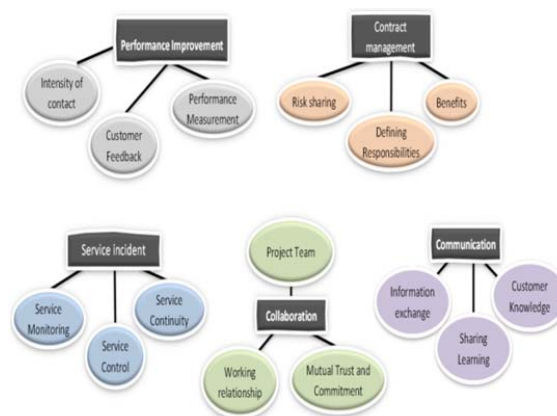 Performance Improvement
Intensity of
contact
Customer
Feedback
Performance
Measurement
Contract
management
Risk sharing
Defining
Responsibilities
Benefits
Service incident
Service
Monitoring
Service
Control
Service
Continuity
Project Team
Collaboration
Working
relationship
Mutual Trust and
Commitment
Communication
Information
exchange
Sharing
Learning
Customer
Knowledge